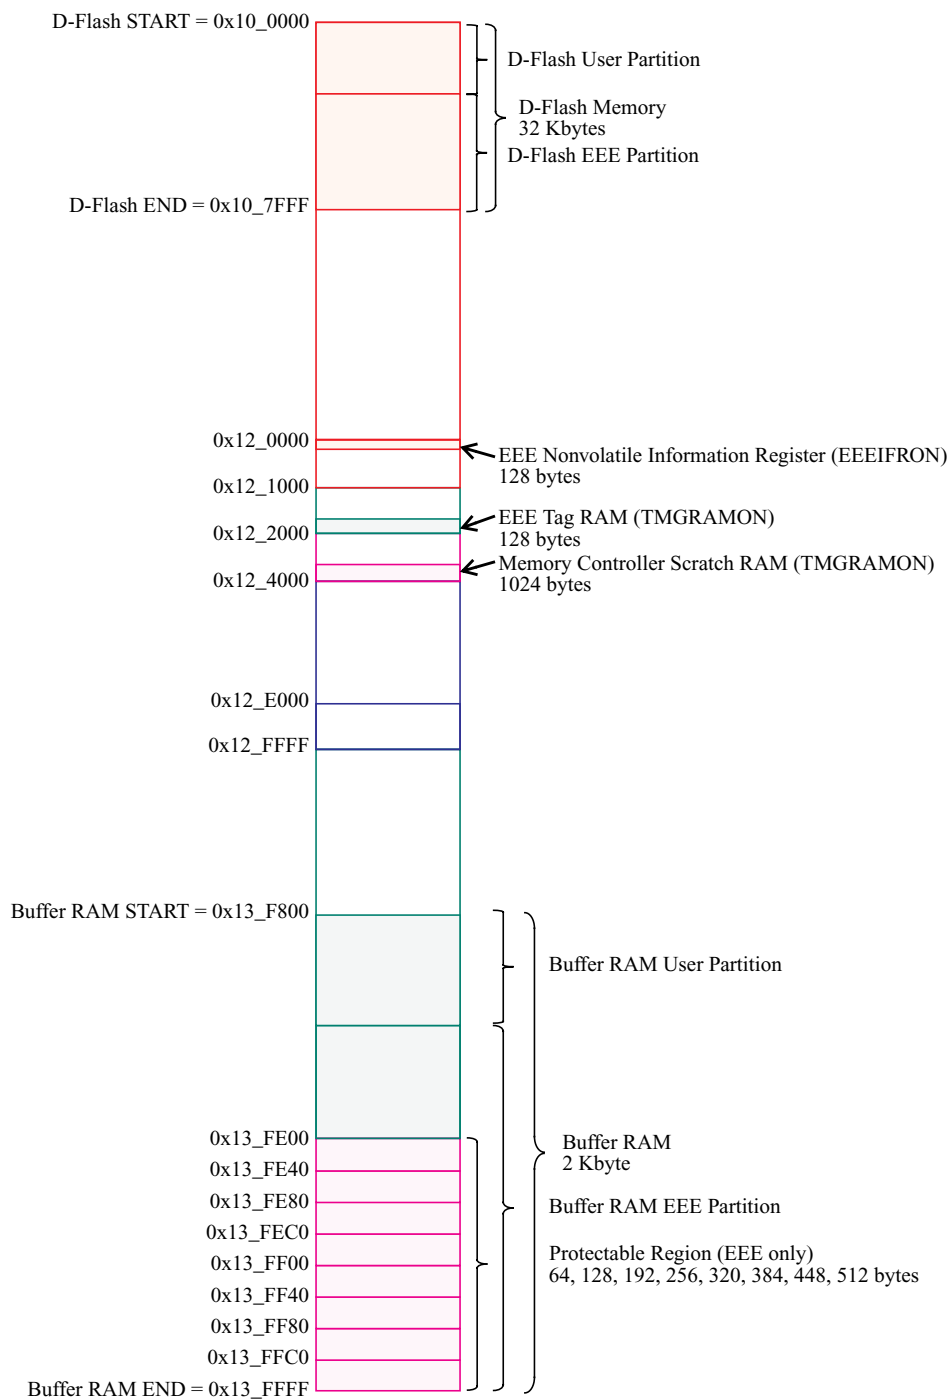 D-Flash START = 0x10_0000
D-Flash User Partition
D-Flash Memory
32 Kbytes
D-Flash EEE Partition
D-Flash END = 0x10_7FFF
0x12_0000
EEE Nonvolatile Information Register (EEEIFRON)
128 bytes
0x12_1000
EEE Tag RAM (TMGRAMON)
128 bytes
0x12_2000
Memory Controller Scratch RAM (TMGRAMON)
1024 bytes
0x12_4000
0x12_E000
0x12_FFFF
Buffer RAM START = 0x13_F800
Buffer RAM User Partition
0x13_FE00
Buffer RAM
2 Kbyte
0x13_FE40
0x13_FE80
Buffer RAM EEE Partition
0x13_FEC0
Protectable Region (EEE only)
64, 128, 192, 256, 320, 384, 448, 512 bytes
0x13_FF00
0x13_FF40
0x13_FF80
0x13_FFC0
Buffer RAM END = 0x13_FFFF